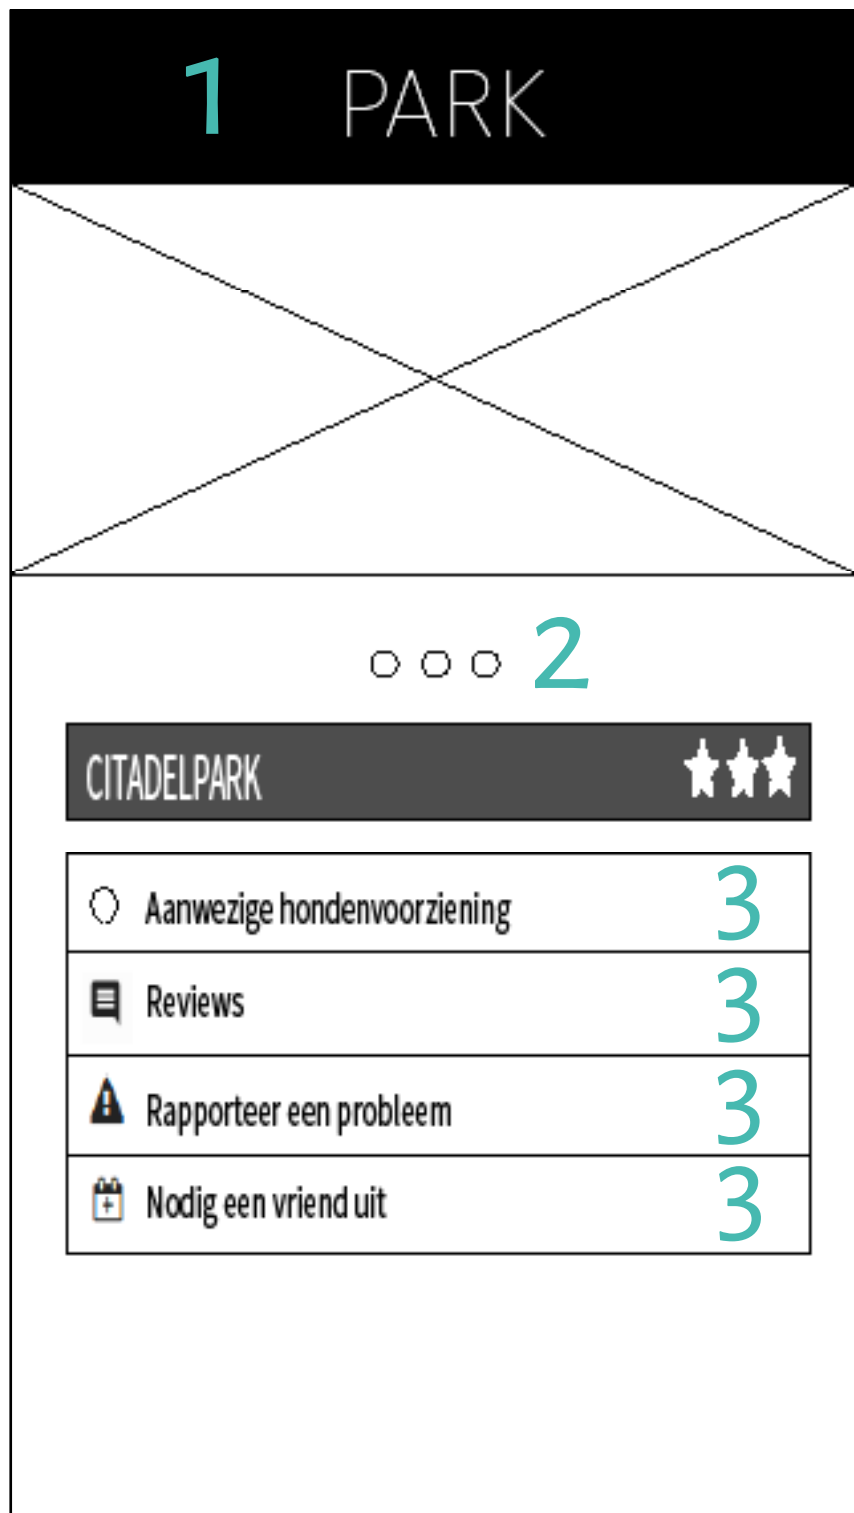 1 PARK
2
CITADELPARK
Aanwezige hondenvoorziening 3
Reviews 3
Rapporteer een probleem 3
Nodig een vriend uit 3